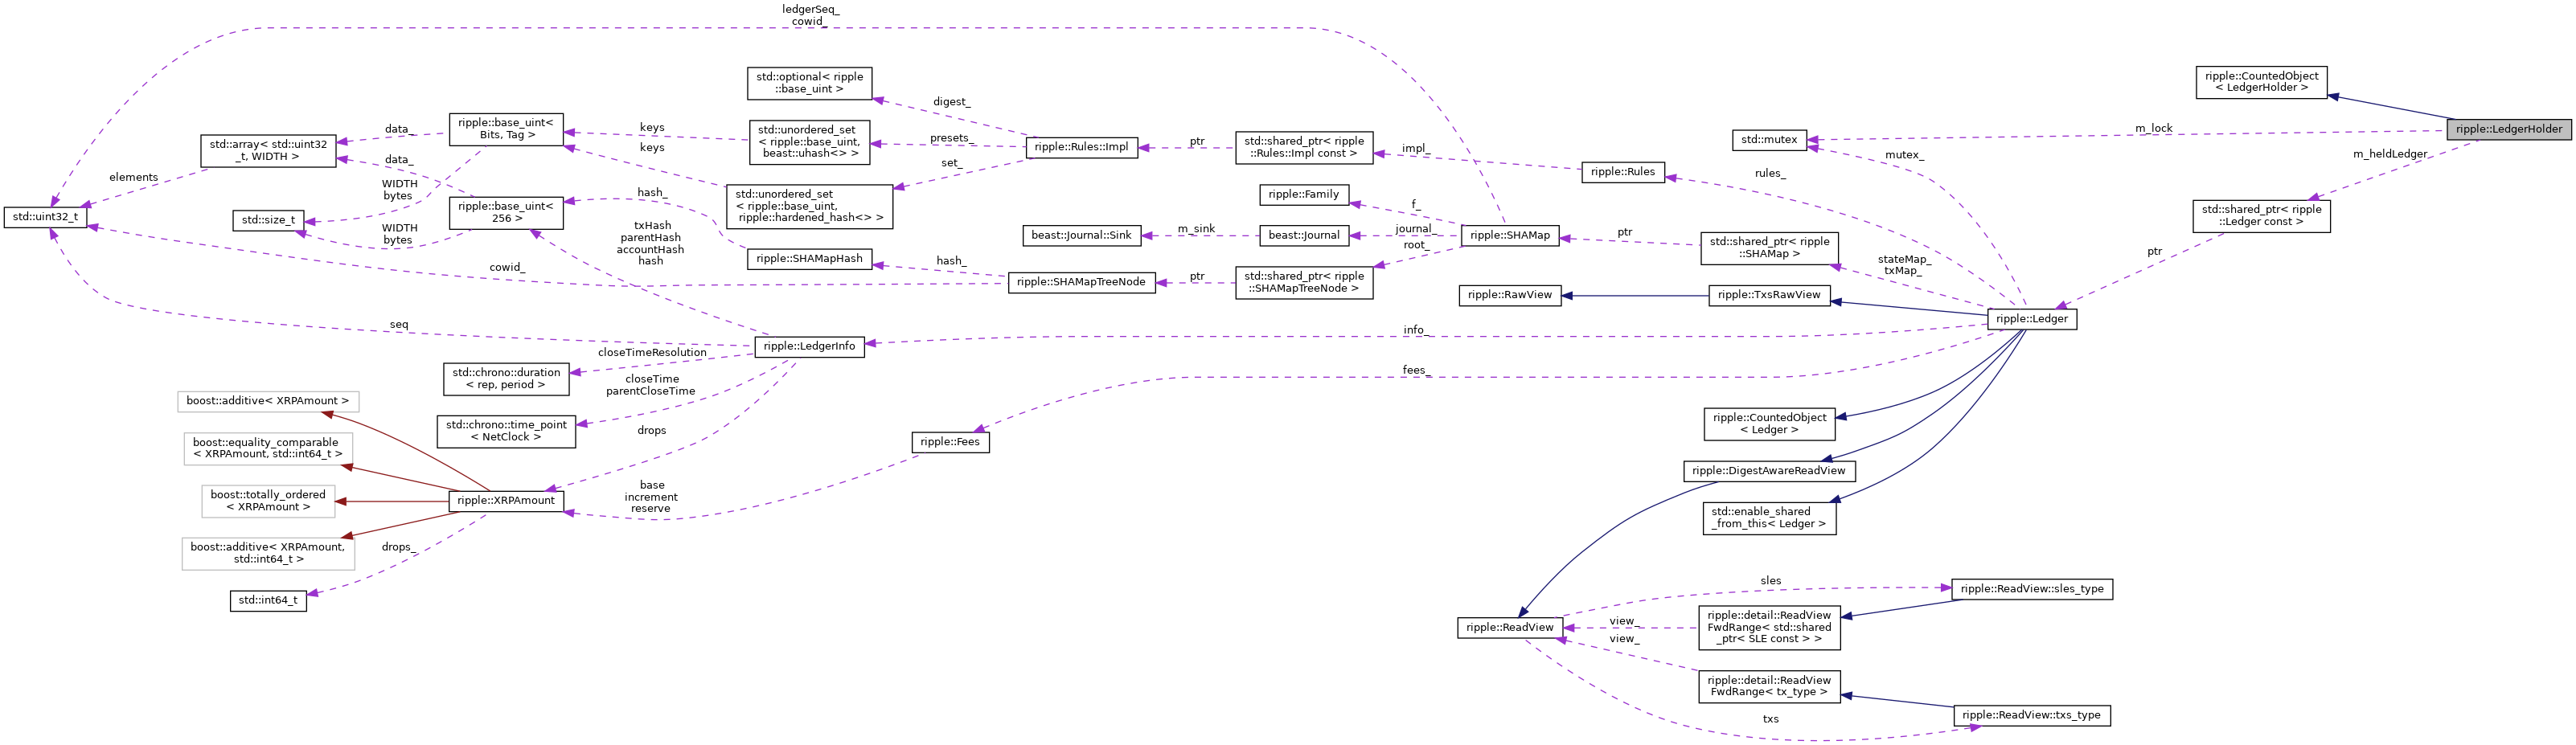 ledgerSeq_
cowid_
std::optional< ripple
::base_uint >
ripple::CountedObject
< LedgerHolder >
digest_
ripple::base_uint<
Bits, Tag >
data_
keys
std::unordered_set
< ripple::base_uint,
beast::uhash<> >
presets_
ripple::Rules::Impl
ptr
std::shared_ptr< ripple
::Rules::Impl const >
impl_
std::mutex
m_lock
ripple::LedgerHolder
std::array< std::uint32
_t, WIDTH >
data_
keys
set_
mutex_
m_heldLedger
elements
WIDTH
bytes
ripple::Rules
rules_
std::uint32_t
std::size_t
ripple::base_uint<
256 >
hash_
std::unordered_set
< ripple::base_uint,
ripple::hardened_hash<> >
ripple::Family
f_
std::shared_ptr< ripple
::Ledger const >
WIDTH
bytes
txHash
parentHash
accountHash
hash
beast::Journal::Sink
m_sink
beast::Journal
journal_
ripple::SHAMap
ptr
std::shared_ptr< ripple
::SHAMap >
root_
ptr
cowid_
ripple::SHAMapHash
hash_
ripple::SHAMapTreeNode
ptr
std::shared_ptr< ripple
::SHAMapTreeNode >
stateMap_
txMap_
ripple::RawView
ripple::TxsRawView
ripple::Ledger
seq
ripple::LedgerInfo
info_
closeTimeResolution
std::chrono::duration
< rep, period >
closeTime
parentCloseTime
fees_
boost::additive< XRPAmount >
std::chrono::time_point
< NetClock >
drops
ripple::Fees
ripple::CountedObject
< Ledger >
boost::equality_comparable
< XRPAmount, std::int64_t >
ripple::DigestAwareReadView
boost::totally_ordered
< XRPAmount >
ripple::XRPAmount
base
increment
reserve
std::enable_shared
_from_this< Ledger >
boost::additive< XRPAmount,
std::int64_t >
drops_
std::int64_t
sles
ripple::ReadView::sles_type
ripple::ReadView
view_
ripple::detail::ReadView
FwdRange< std::shared
_ptr< SLE const > >
view_
ripple::detail::ReadView
FwdRange< tx_type >
txs
ripple::ReadView::txs_type